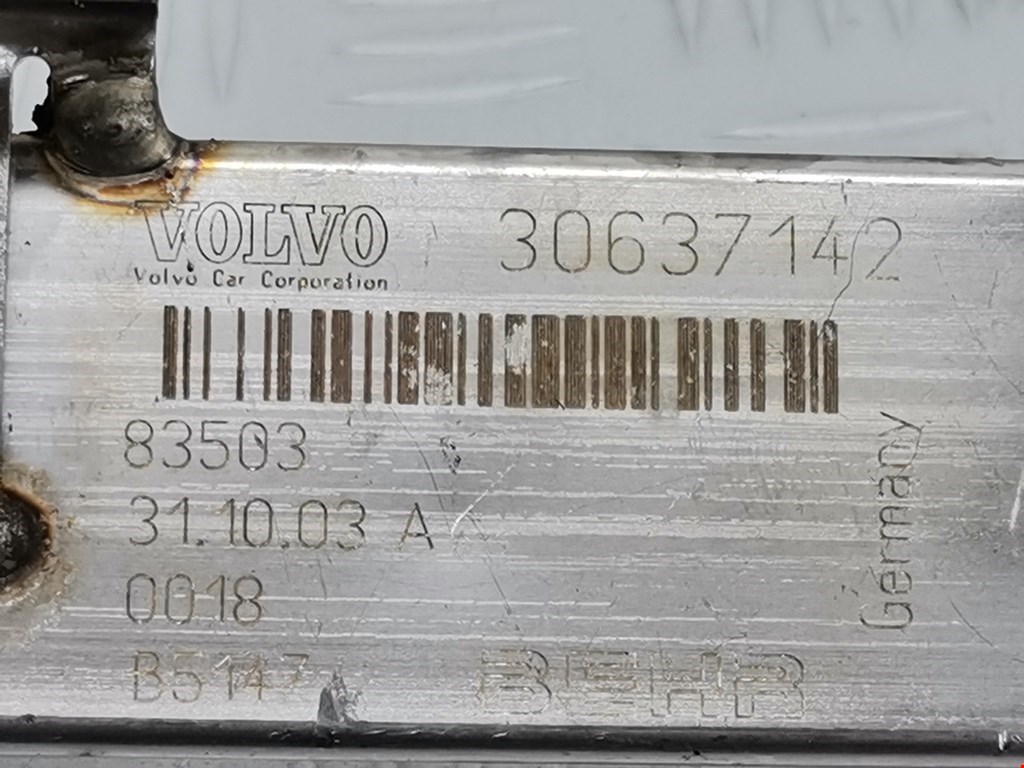 VOLVO 30637142
Volvo Car Corporation
83503
31.10.03 A
0018
B5147 BEHR
Germany